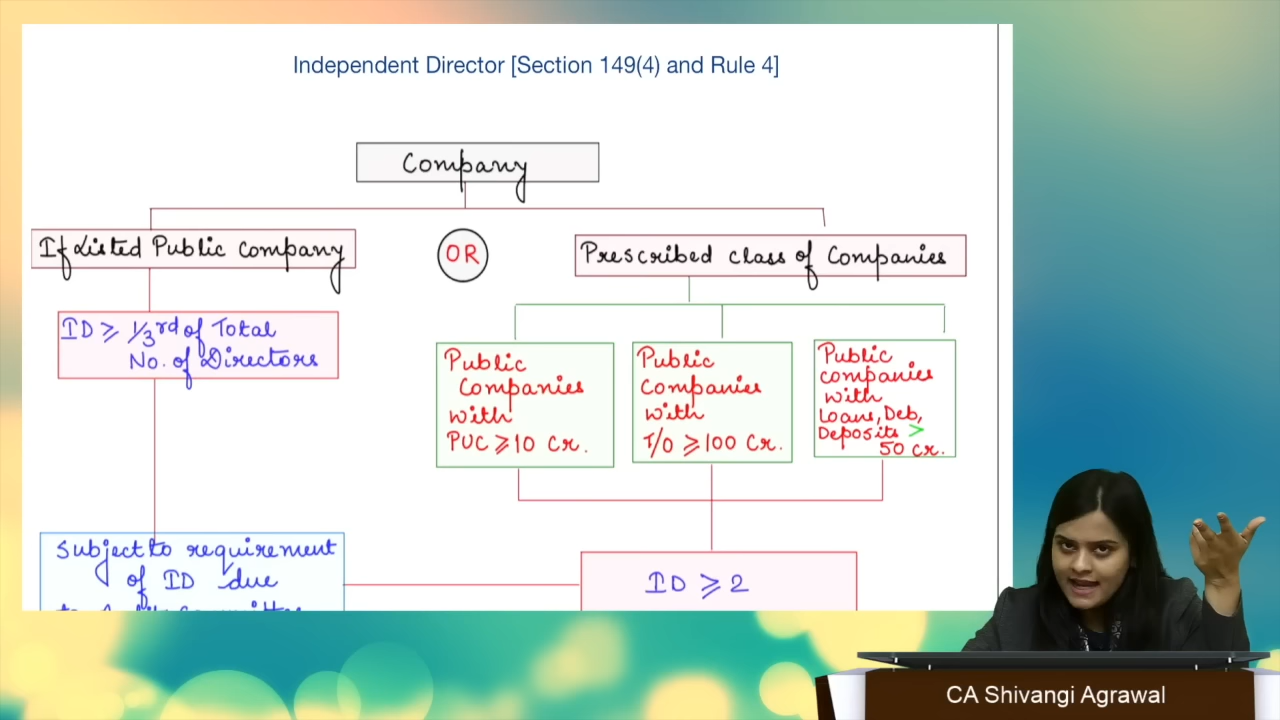 Independent Director [Section 149(4) and Rule 4]
Company
If Listed Public Company
OR
Prescribed class of Companies
ID ⩾ 1/3rd of Total
No. of Directors
Public
Companies
with
PUC ⩾ 10 Cr.
Public
Companies
with
T/O ⩾ 100 Cr.
Public
companies
with
Loans, Deb,
Deposits >
50 cr.
Subject to requirement
of ID due
ID ⩾ 2
CA Shivangi Agrawal